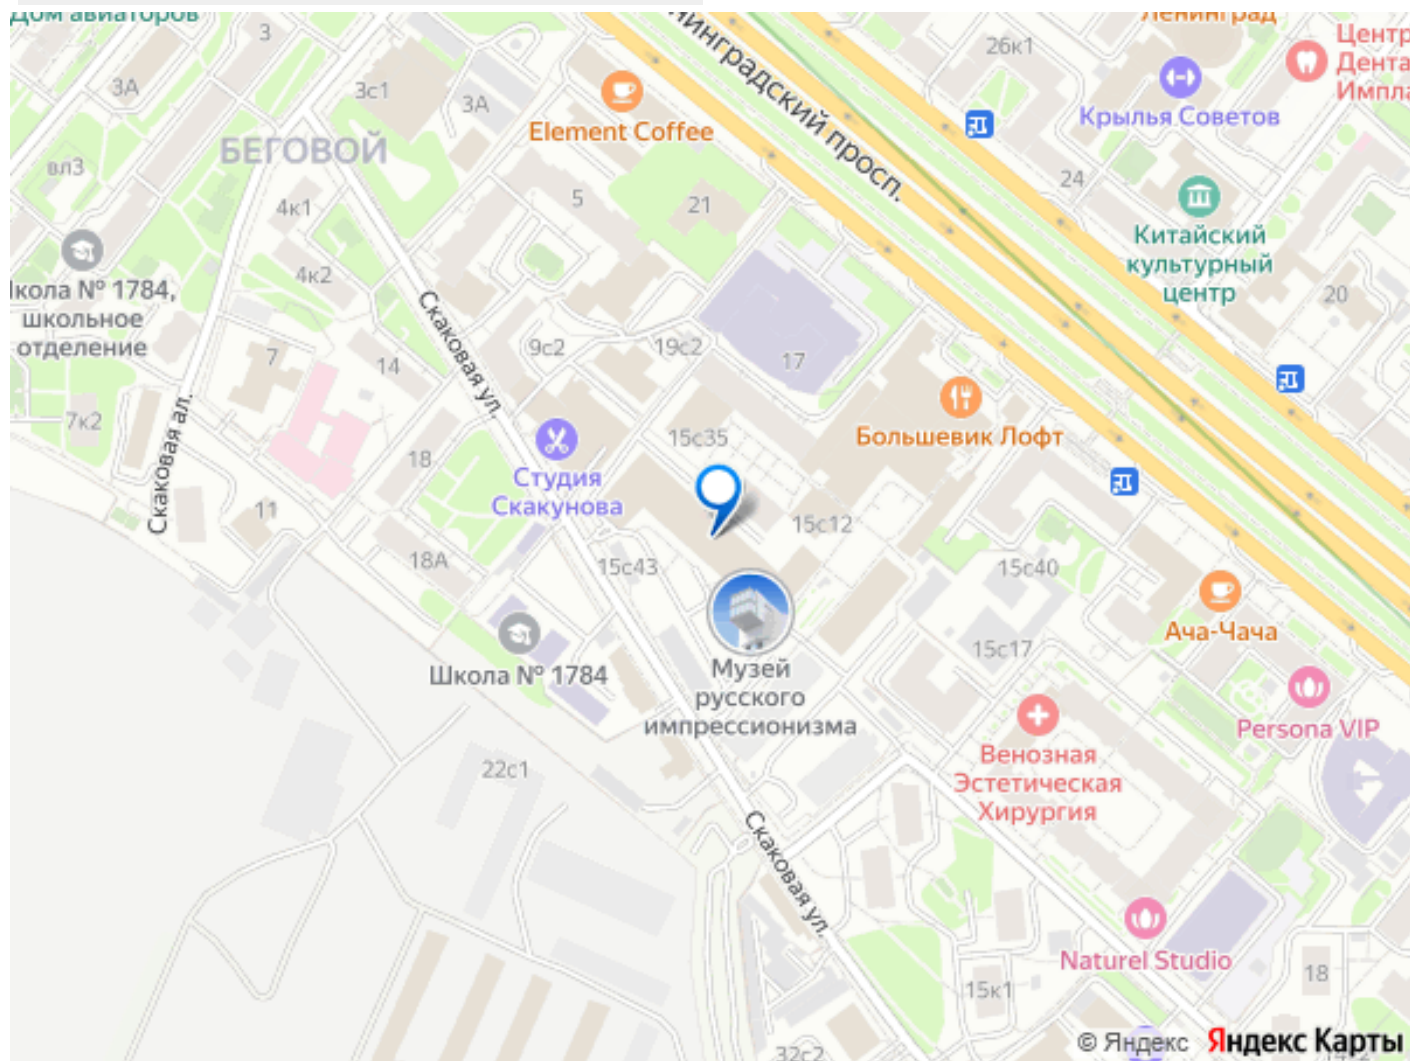 Дом авиаторов
3
3А
3с1
3А
Element Coffee
нинградский просп.
Ленинград
26к1
Центр
Дента
Импла
Крылья Советов
БЕГОВОЙ
вл3
4к1
5
21
24
Китайский
культурный
центр
4к2
кола № 1784,
школьное
отделение
20
Скаковая ул.
9с2
19с2
17
7
14
7к2
Большевик Лофт
Скаковая ал.
15с35
18
Студия
Скакунова
11
15с12
18А
15с43
15с40
Ача-Чача
15с17
Школа № 1784
Музей
русского
импрессионизма
Persona VIP
Венозная
Эстетическая
Хирургия
22с1
Скаковая ул.
Naturel Studio
18
15к1
32с2
© Яндекс Яндекс Карты